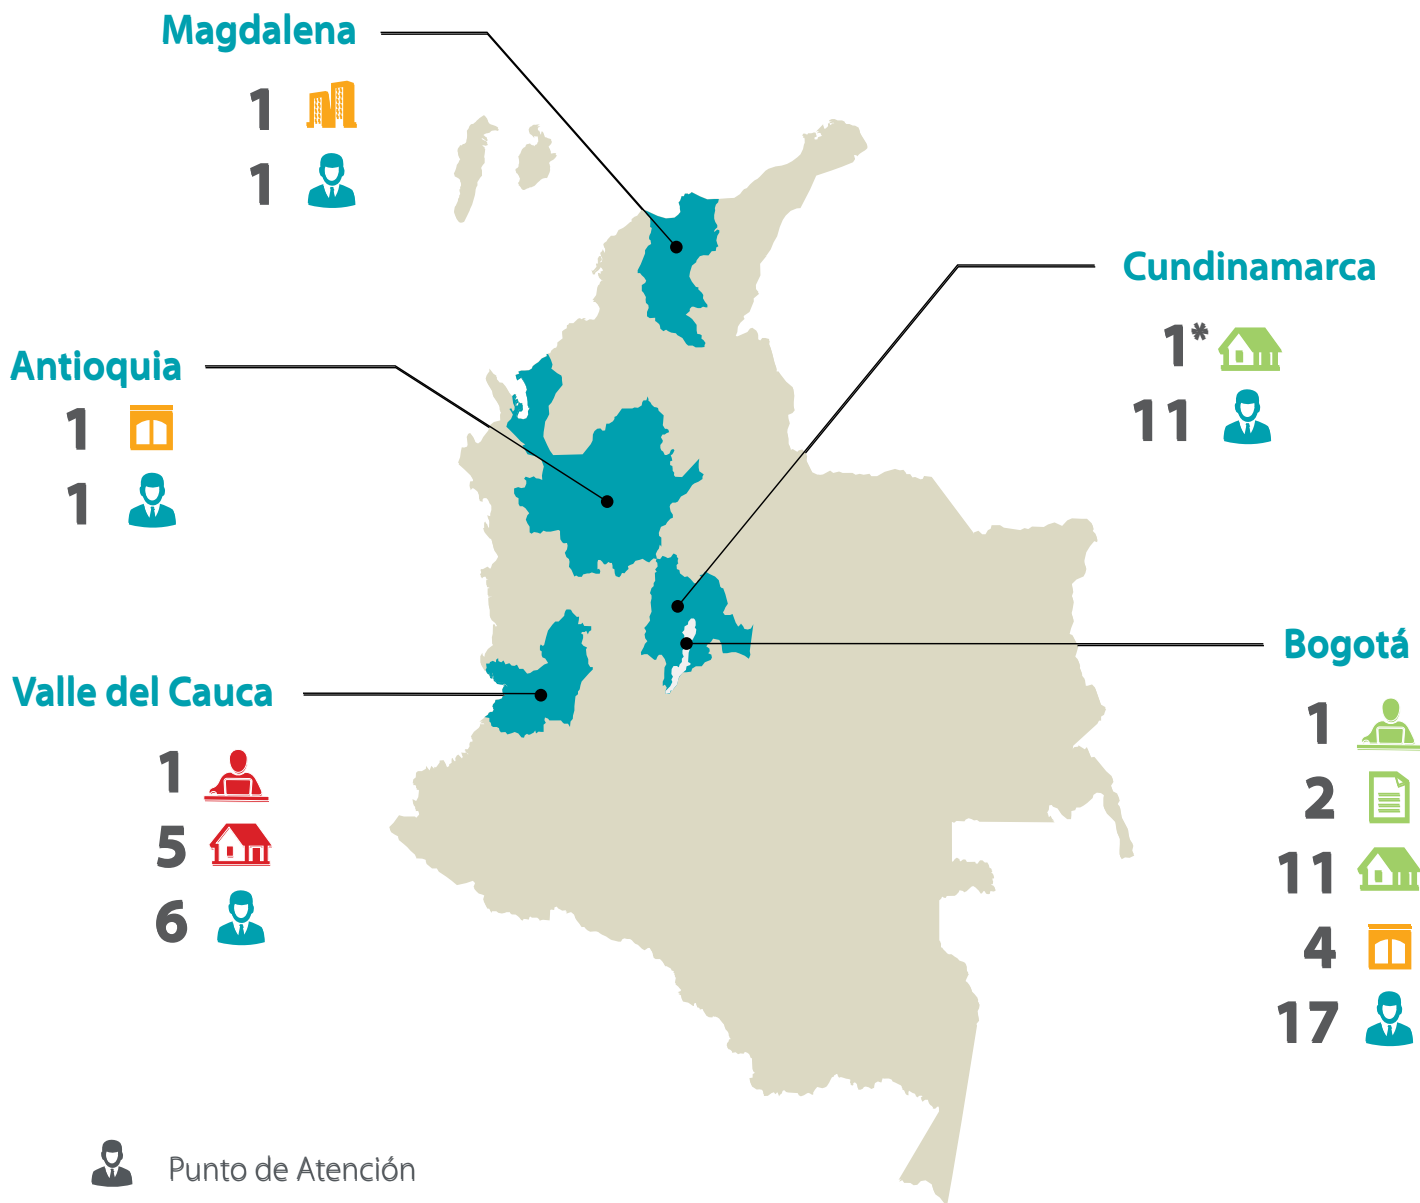 Magdalena
1
1
Cundinamarca
1*
11
Antioquia
1
1
Bogotá
1
2
11
4
17
Valle del Cauca
1
5
6
Punto de Atención